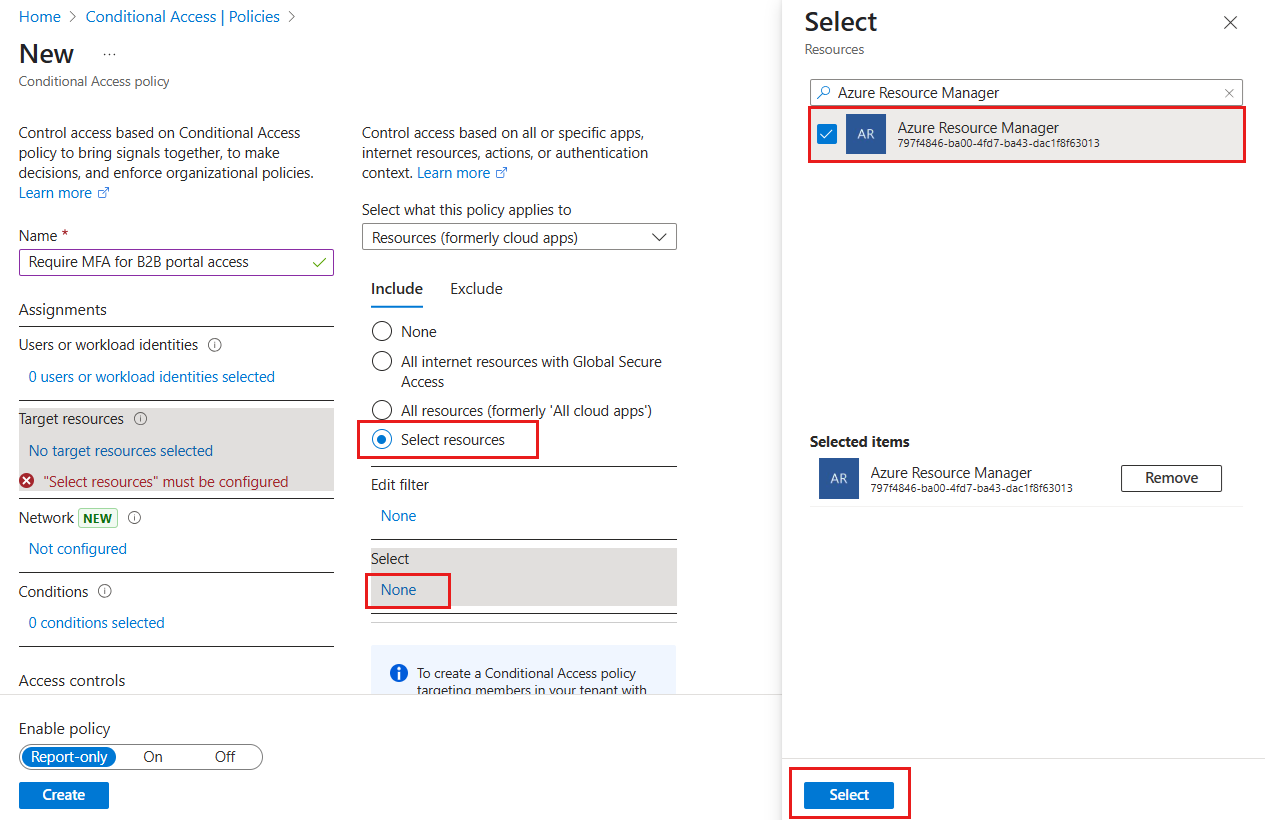 Home > Conditional Access | Policies >
New ...
Conditional Access policy
Control access based on Conditional Access
policy to bring signals together, to make
decisions, and enforce organizational policies.
Learn more
Name *
Require MFA for B2B portal access
Assignments
Users or workload identities
0 users or workload identities selected
Target resources
No target resources selected
"Select resources" must be configured
Network NEW
Not configured
Conditions
0 conditions selected
Access controls
Enable policy
Report-only On Off
Create
Control access based on all or specific apps,
internet resources, actions, or authentication
context. Learn more
Select what this policy applies to
Resources (formerly cloud apps)
Include Exclude
None
All internet resources with Global Secure
Access
All resources (formerly 'All cloud apps')
Select resources
Edit filter
None
Select
None
To create a Conditional Access policy
targeting members in your tenant with
Select
Resources
Azure Resource Manager
AR Azure Resource Manager
797f4846-ba00-4fd7-ba43-dac1f8f63013
Selected items
AR Azure Resource Manager
797f4846-ba00-4fd7-ba43-dac1f8f63013
Remove
Select